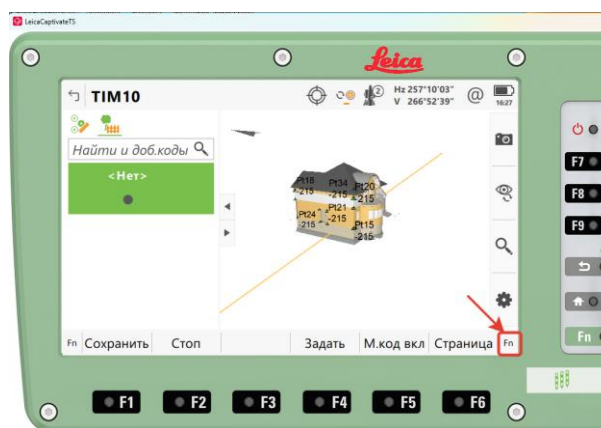 LeicaCaptivateTS
Leica
TIM10
2
Hz 257°10'03"
V 266°52'39"
@
16:27
Найти и доб.коды
<Нет>
Pt18
-215
Pt34
-215
Pt20
Pt21
-215
Pt24
-215
Pt15
-215
Fn Сохранить Стоп Задать М.код вкл Страница Fn
F7
F8
F9
Fn
F1 F2 F3 F4 F5 F6